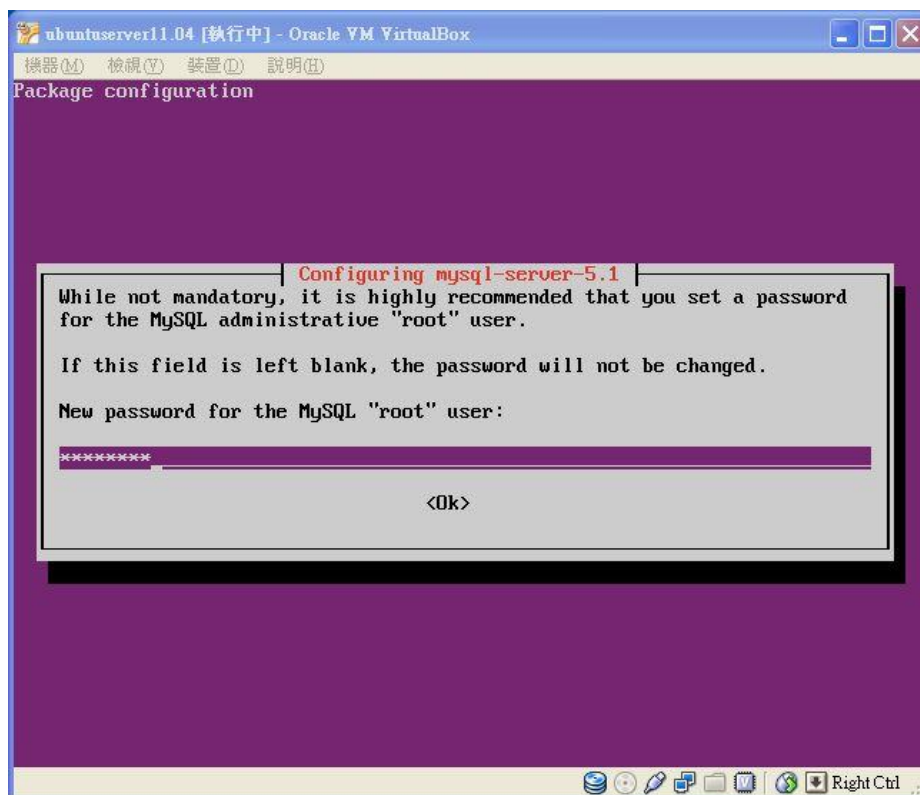 ubuntuserver11.04 [執行中] - Oracle VM VirtualBox
機器(M) 檢視(V) 裝置(D) 說明(H)
Package configuration
Configuring mysql-server-5.1
While not mandatory, it is highly recommended that you set a password
for the MySQL administrative "root" user.
If this field is left blank, the password will not be changed.
New password for the MySQL "root" user:
********
<Ok>
Right Ctrl